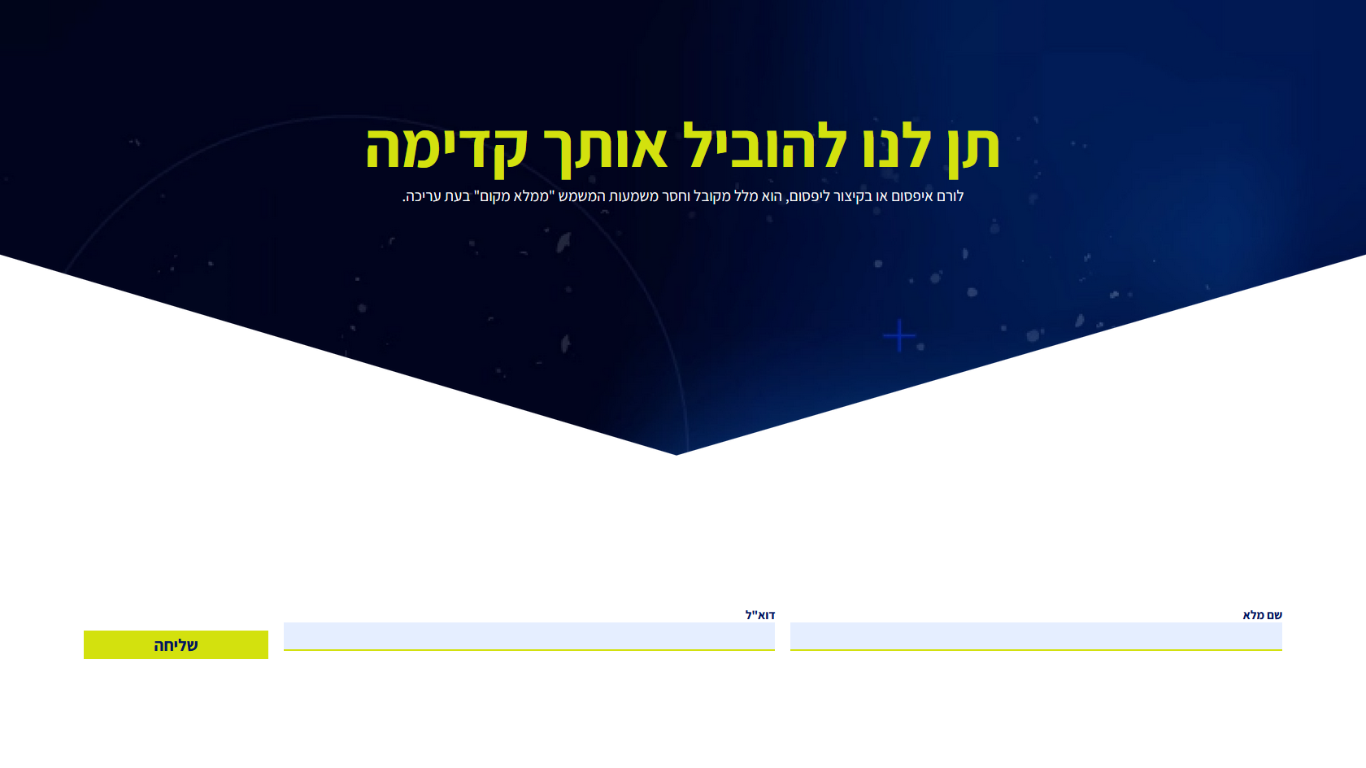 תן לנו להוביל אותך קדימה
לורם איפסום או בקיצור ליפסום, הוא מלל מקובל וחסר משמעות המשמש "ממלא מקום" בעת עריכה.
שם מלא
דוא"ל
שליחה